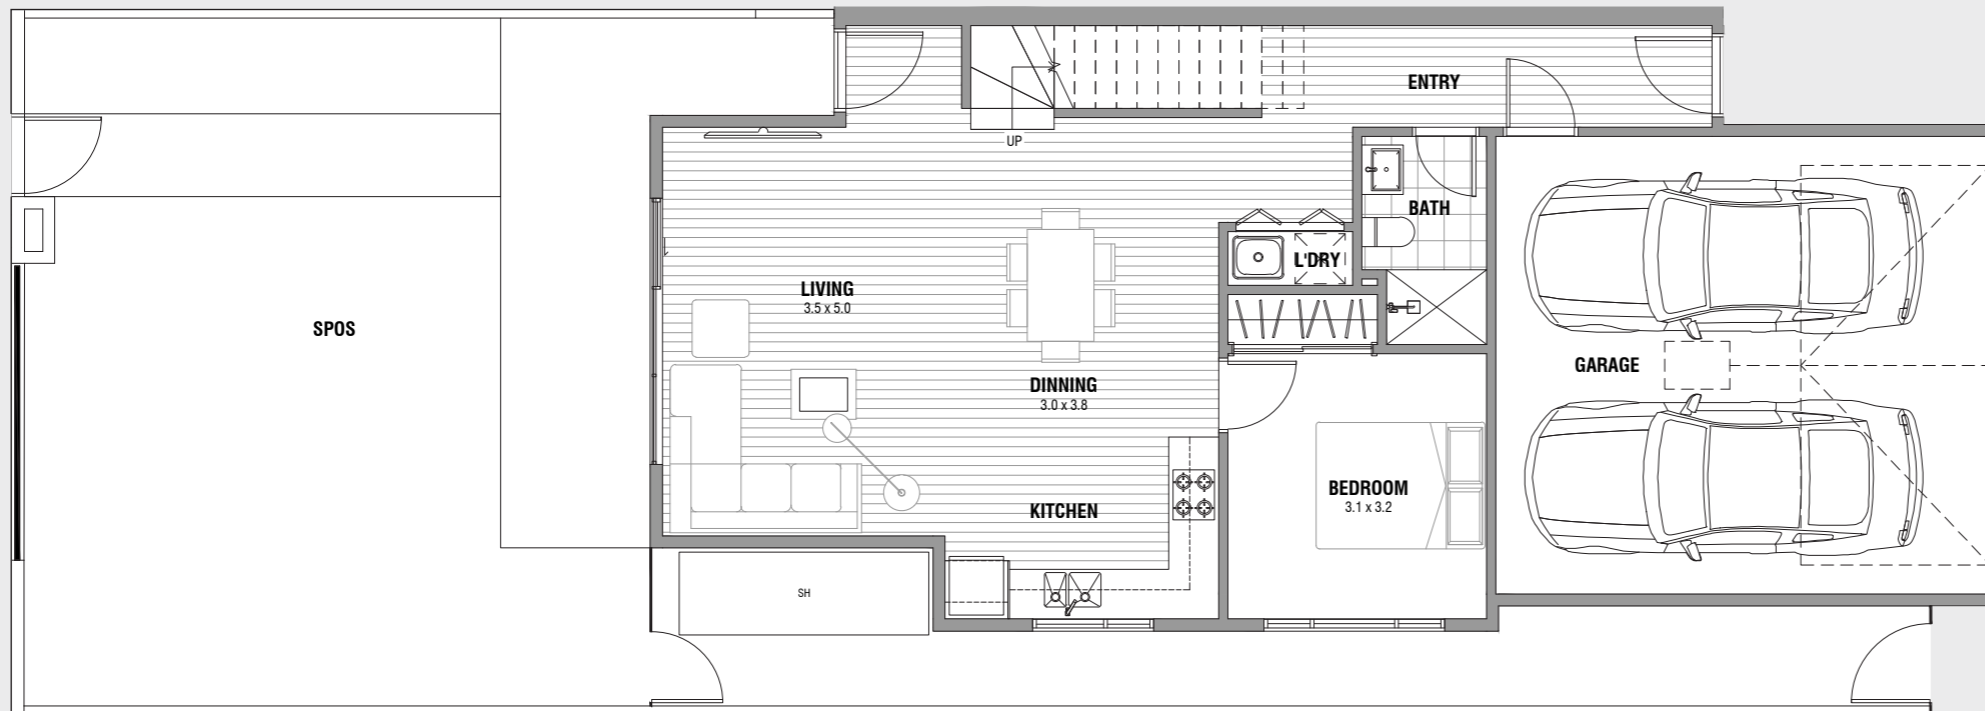 ENTRY
UP
BATH
L'DRY
LIVING
3.5 x 5.0
SPOS
GARAGE
DINNING
3.0 x 3.8
BEDROOM
3.1 x 3.2
KITCHEN
SH